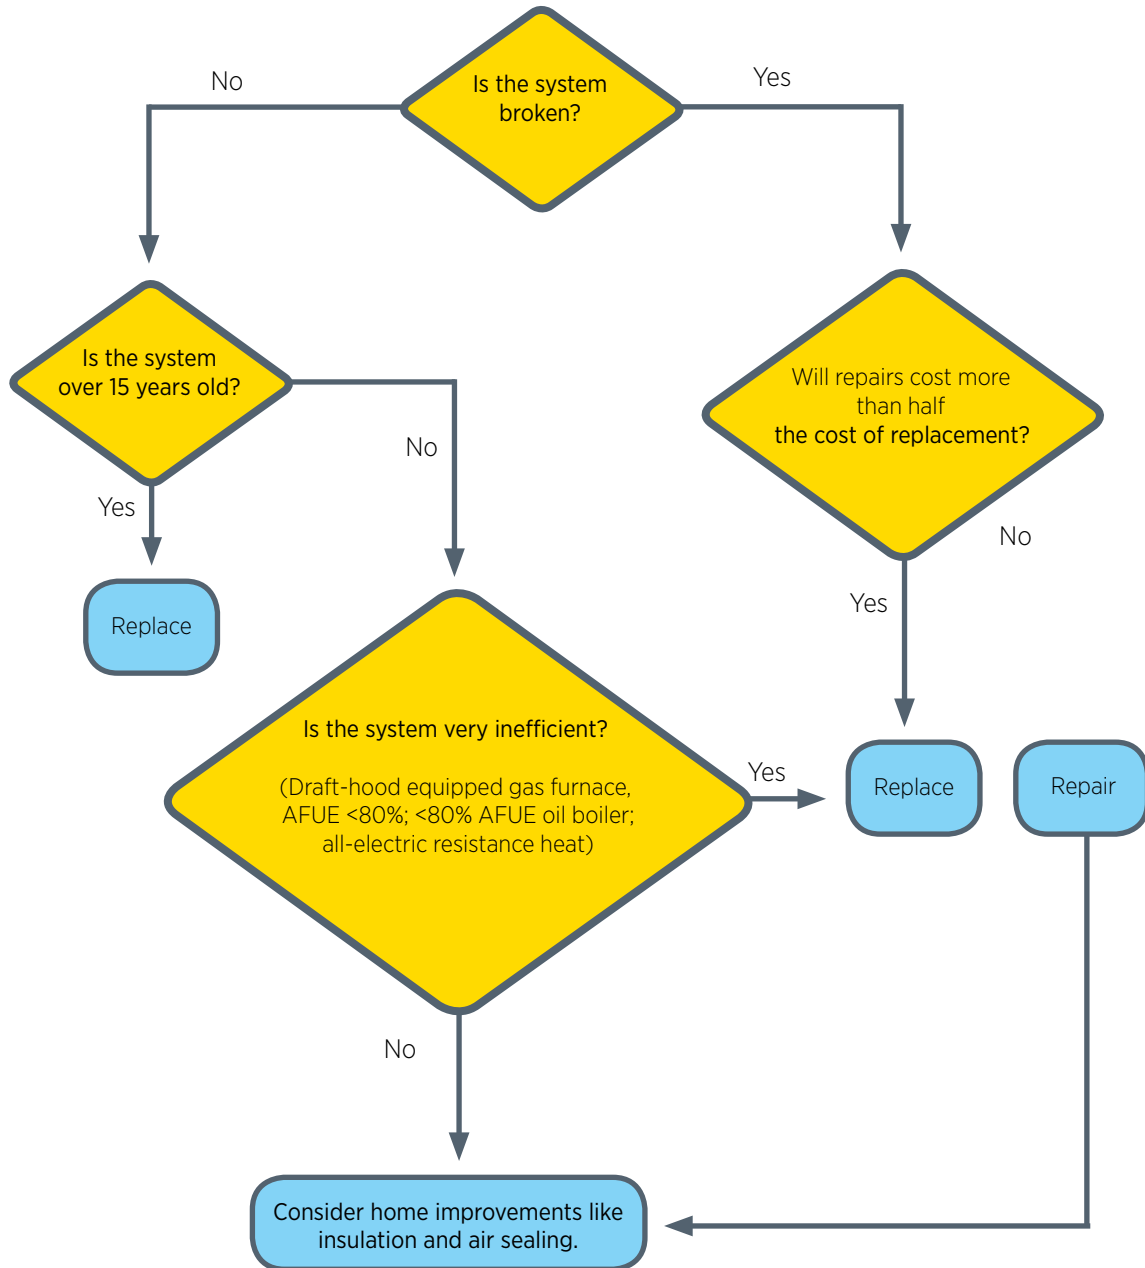 No
Is the system
broken?
Yes
Is the system
over 15 years old?
Will repairs cost more
than half
the cost of replacement?
No
Yes
No
Yes
Replace
Is the system very inefficient?
(Draft-hood equipped gas furnace,
AFUE <80%; <80% AFUE oil boiler;
all-electric resistance heat)
Yes
Replace
Repair
No
Consider home improvements like
insulation and air sealing.